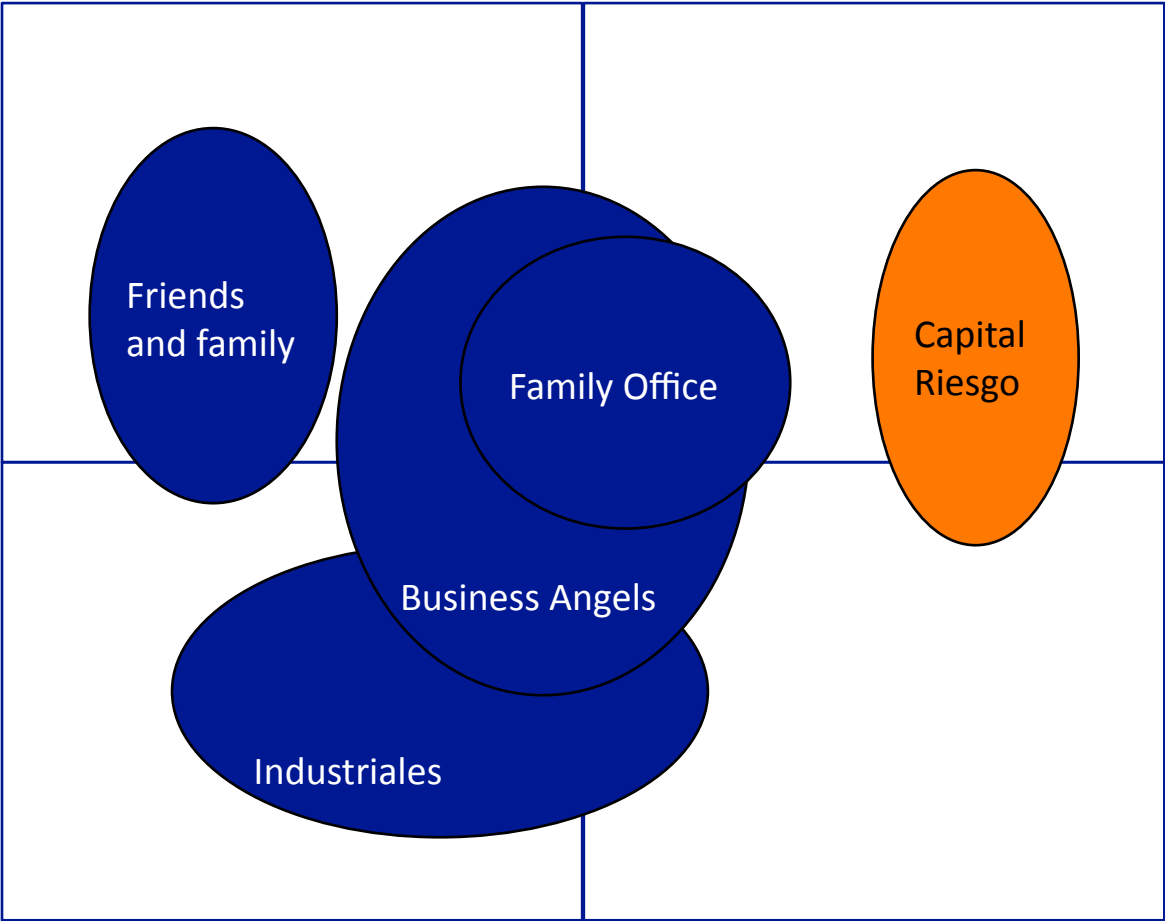 Friends
and family
Family Office
Capital
Riesgo
Business Angels
Industriales